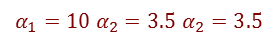 α₁ = 10 α₂ = 3.5 α₂ = 3.5